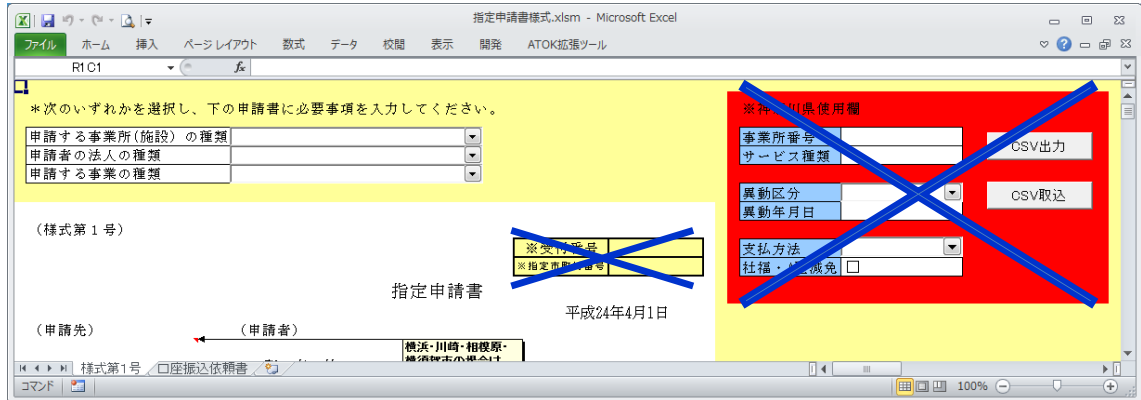 指定申請書様式.xlsm - Microsoft Excel
ファイル ホーム 挿入 ページ レイアウト 数式 データ 校閲 表示 開発 ATOK拡張ツール
R1C1 fx
*次のいずれかを選択し、下の申請書に必要事項を入力してください。
申請する事業所(施設) の種類
申請者の法人の種類
申請する事業の種類
※神奈川県使用欄
事業所番号
サービス種類
CSV出力
異動区分
異動年月日
CSV取込
支払方法
社福・
減免
(様式第1号)
※受付番号
※指定市
番号
指定申請書
平成24年4月1日
(申請先) (申請者)
横浜・川崎・相模原・
横須賀市の場合は
様式第1号 口座振込依頼書
コマンド 100%